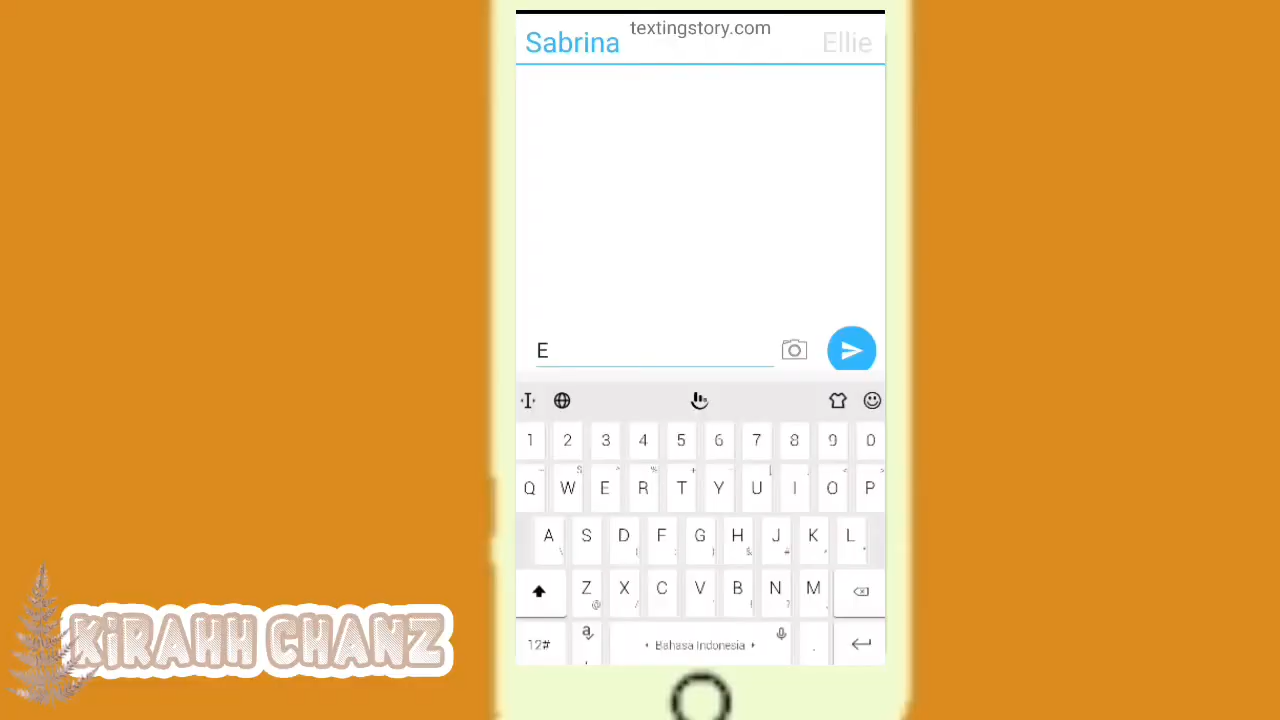 textingstory.com
Sabrina Ellie
E
1 2 3 4 5 6 7 8 9 0
Q W E R T Y U I O P
A S D F G H J K L
Z X C V B N M
12# Bahasa Indonesia .
KiRAHH CHANZ